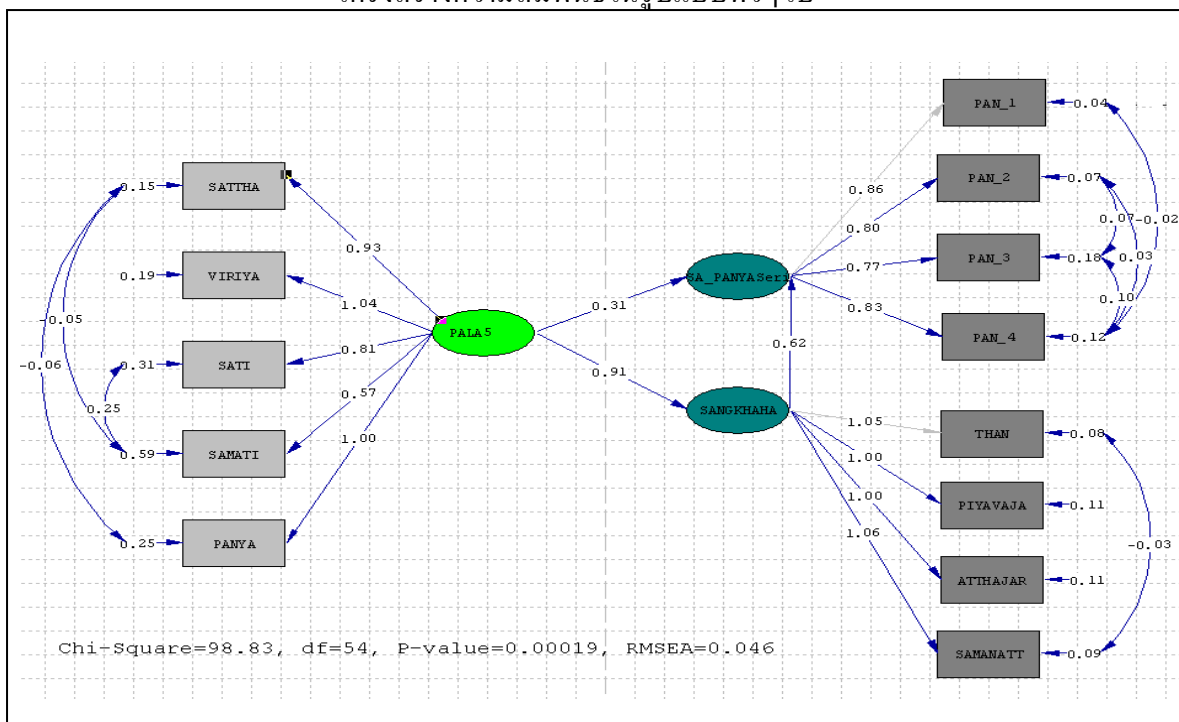 PAN_1
0.04
PAN_2
0.07
PAN_3
0.18
PAN_4
0.12
0.07
-0.02
0.03
0.10
0.86
0.80
0.77
0.83
SATTHA
0.15
VIRIYA
0.19
SATI
0.31
SAMATI
0.59
PANYA
0.25
-0.05
-0.06
0.25
0.93
1.04
0.81
0.57
1.00
PALA5
0.31
0.91
SA_PANYASer
0.62
SANGKHAHA
1.05
1.00
1.00
1.06
THAN
0.08
PIYAVAJA
0.11
ATTHAJAR
0.11
SAMANATT
0.09
-0.03
Chi-Square=98.83, df=54, P-value=0.00019, RMSEA=0.046